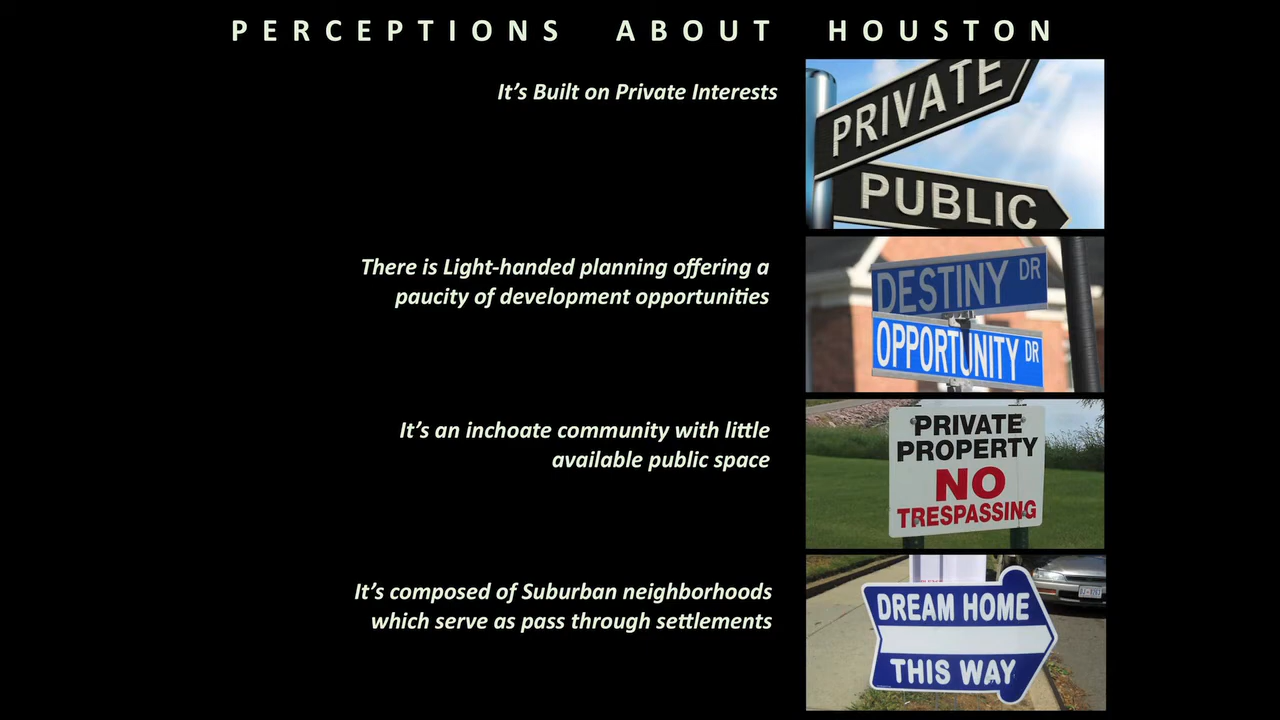 PERCEPTIONS ABOUT HOUSTON
It's Built on Private Interests
PRIVATE
PUBLIC
There is Light-handed planning offering a
paucity of development opportunities
DESTINY DR
OPPORTUNITY DR
It's an inchoate community with little
available public space
PRIVATE
PROPERTY
NO
TRESPASSING
It's composed of Suburban neighborhoods
which serve as pass through settlements
DREAM HOME
THIS WAY